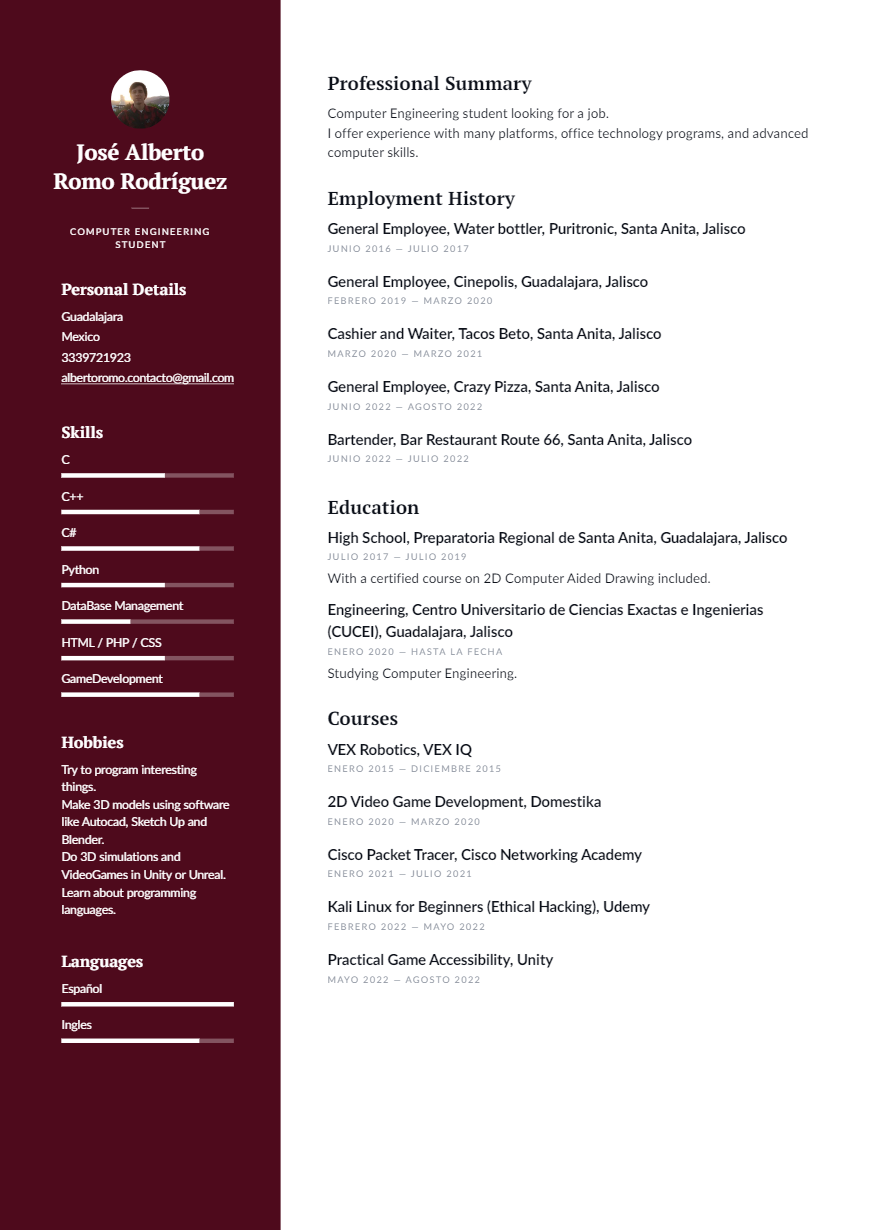 José Alberto
Romo Rodríguez
COMPUTER ENGINEERING
STUDENT
Personal Details
Guadalajara
Mexico
3339721923
albertoromo.contacto@gmail.com
Skills
C
C++
C#
Python
DataBase Management
HTML / PHP / CSS
GameDevelopment
Hobbies
Try to program interesting
things.
Make 3D models using software
like Autocad, Sketch Up and
Blender.
Do 3D simulations and
VideoGames in Unity or Unreal.
Learn about programming
languages.
Languages
Español
Ingles
Professional Summary
Computer Engineering student looking for a job.
I offer experience with many platforms, office technology programs, and advanced
computer skills.
Employment History
General Employee, Water bottler, Puritronic, Santa Anita, Jalisco
JUNIO 2016 — JULIO 2017
General Employee, Cinepolis, Guadalajara, Jalisco
FEBRERO 2019 — MARZO 2020
Cashier and Waiter, Tacos Beto, Santa Anita, Jalisco
MARZO 2020 — MARZO 2021
General Employee, Crazy Pizza, Santa Anita, Jalisco
JUNIO 2022 — AGOSTO 2022
Bartender, Bar Restaurant Route 66, Santa Anita, Jalisco
JUNIO 2022 — JULIO 2022
Education
High School, Preparatoria Regional de Santa Anita, Guadalajara, Jalisco
JULIO 2017 — JULIO 2019
With a certified course on 2D Computer Aided Drawing included.
Engineering, Centro Universitario de Ciencias Exactas e Ingenierias
(CUCEI), Guadalajara, Jalisco
ENERO 2020 — HASTA LA FECHA
Studying Computer Engineering.
Courses
VEX Robotics, VEX IQ
ENERO 2015 — DICIEMBRE 2015
2D Video Game Development, Domestika
ENERO 2020 — MARZO 2020
Cisco Packet Tracer, Cisco Networking Academy
ENERO 2021 — JULIO 2021
Kali Linux for Beginners (Ethical Hacking), Udemy
FEBRERO 2022 — MAYO 2022
Practical Game Accessibility, Unity
MAYO 2022 — AGOSTO 2022